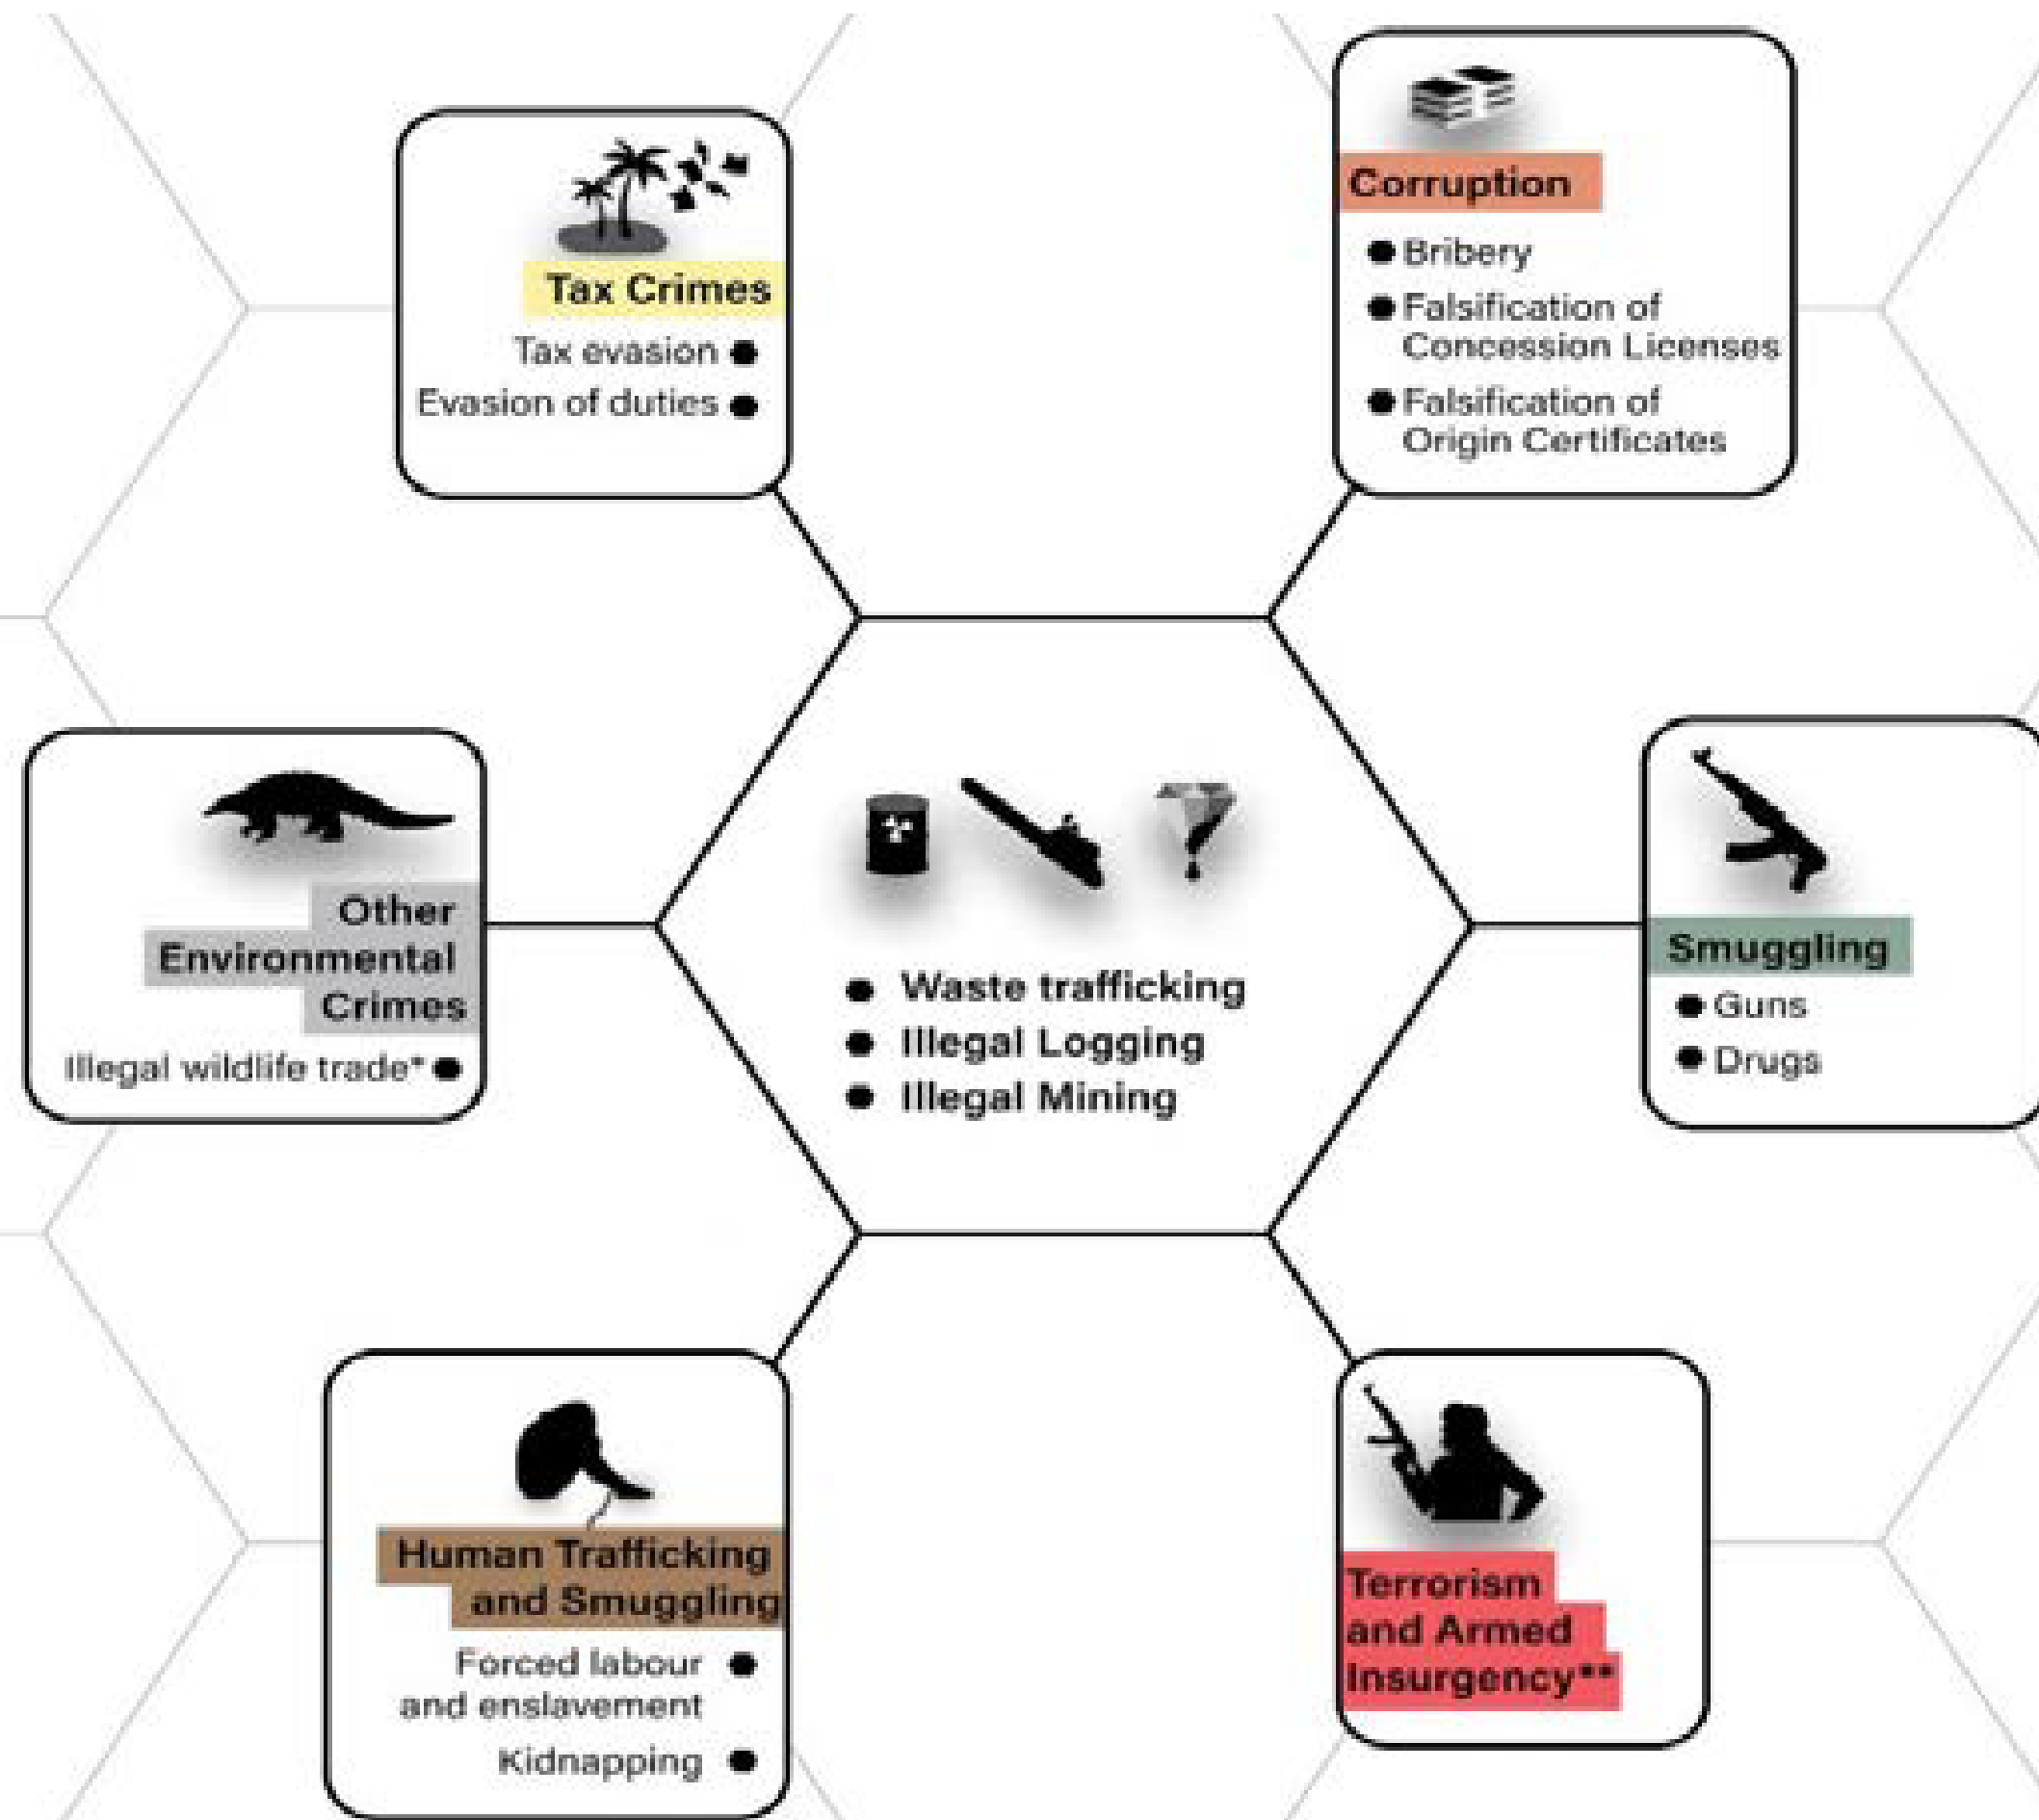 Tax Crimes
Tax evasion
Evasion of duties
Corruption
Bribery
Falsification of
Concession Licenses
Falsification of
Origin Certificates
Other
Environmental
Crimes
Illegal wildlife trade*
Waste trafficking
Illegal Logging
Illegal Mining
Smuggling
Guns
Drugs
Human Trafficking
and Smuggling
Forced labour
and enslavement
Kidnapping
Terrorism
and Armed
Insurgency**